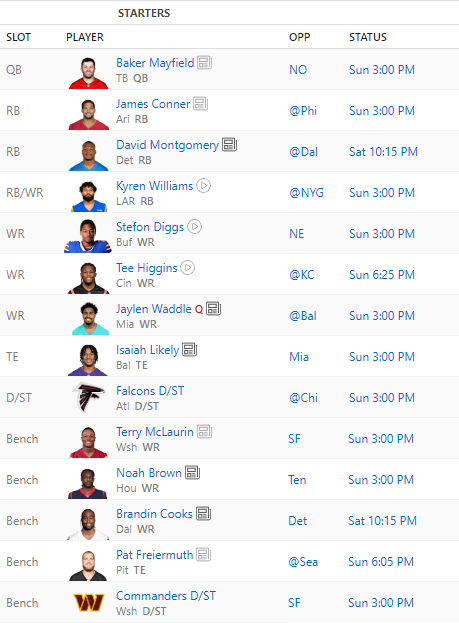 STARTERS
SLOT PLAYER OPP STATUS
QB Baker Mayfield NO Sun 3:00 PM
TB QB
RB James Conner @Phi Sun 3:00 PM
Ari RB
RB David Montgomery @Dal Sat 10:15 PM
Det RB
RB/WR Kyren Williams @NYG Sun 3:00 PM
LAR RB
WR Stefon Diggs NE Sun 3:00 PM
Buf WR
WR Tee Higgins @KC Sun 6:25 PM
Cin WR
WR Jaylen Waddle Q @Bal Sun 3:00 PM
Mia WR
TE Isaiah Likely Mia Sun 3:00 PM
Bal TE
D/ST Falcons D/ST @Chi Sun 3:00 PM
Atl D/ST
Bench Terry McLaurin SF Sun 3:00 PM
Wsh WR
Bench Noah Brown Ten Sun 3:00 PM
Hou WR
Bench Brandin Cooks Det Sat 10:15 PM
Dal WR
Bench Pat Freiermuth @Sea Sun 6:05 PM
Pit TE
Bench Commanders D/ST SF Sun 3:00 PM
Wsh D/ST